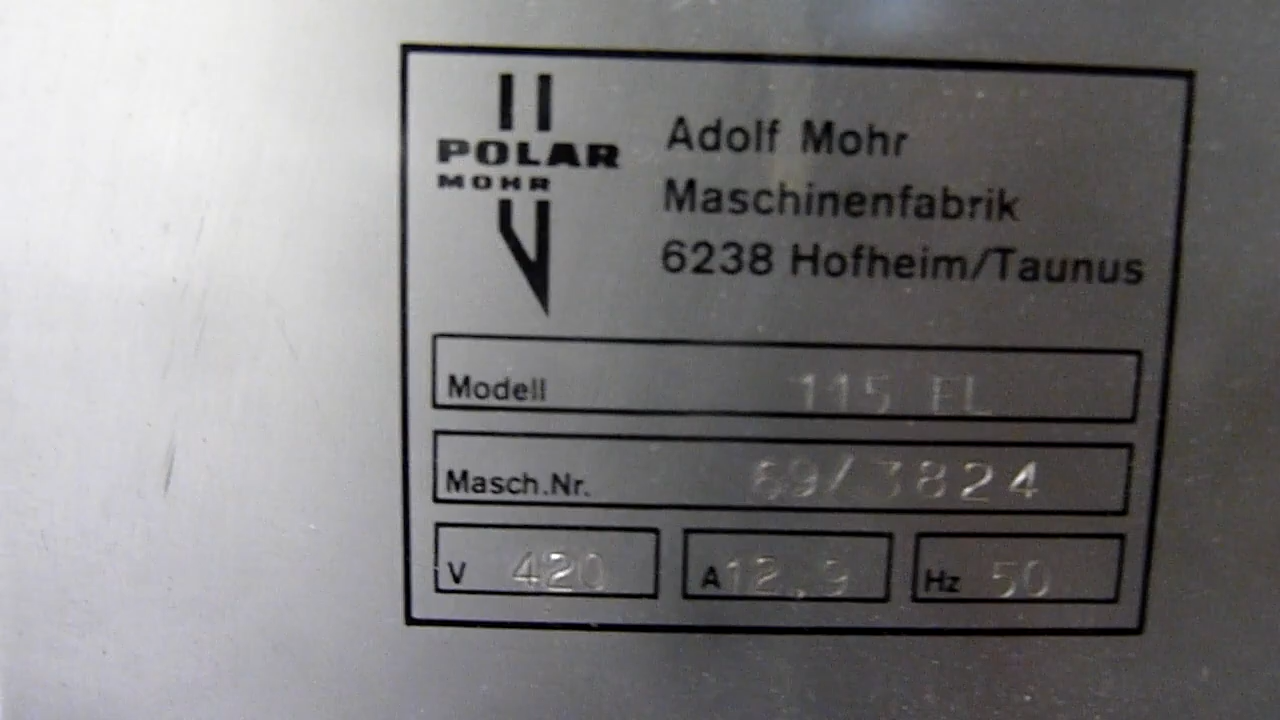 POLAR
MOHR
Adolf Mohr
Maschinenfabrik
6238 Hofheim/Taunus
Modell 115 EL
Masch.Nr. 69/3824
V 420 A 12.9 Hz 50